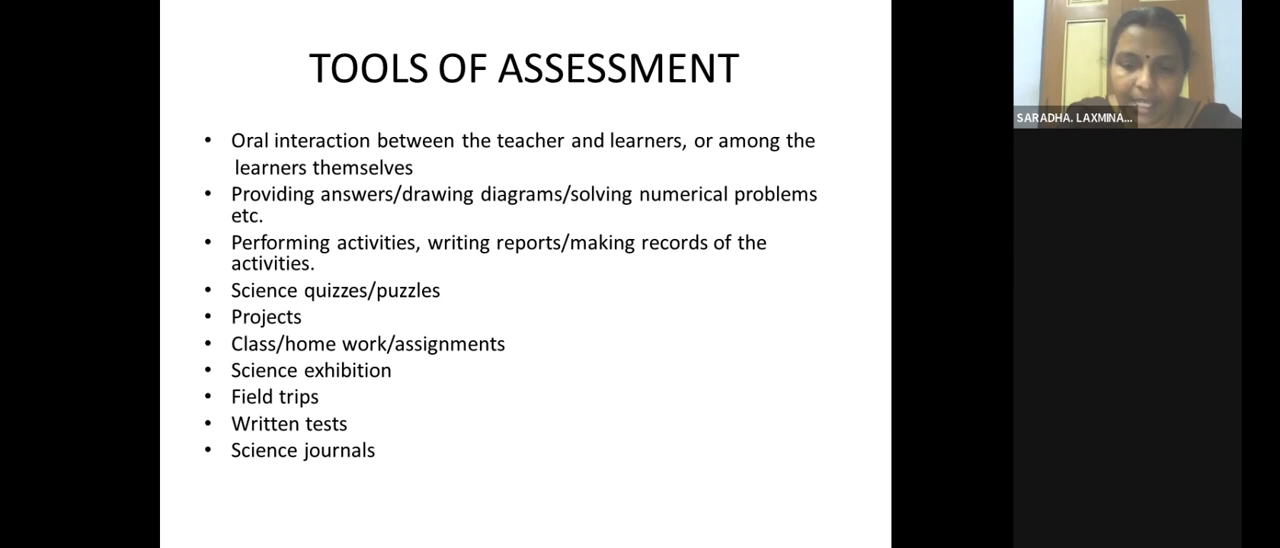 TOOLS OF ASSESSMENT
• Oral interaction between the teacher and learners, or among the
learners themselves
• Providing answers/drawing diagrams/solving numerical problems
etc.
• Performing activities, writing reports/making records of the
activities.
• Science quizzes/puzzles
• Projects
• Class/home work/assignments
• Science exhibition
• Field trips
• Written tests
• Science journals
SARADHA. LAXMINA...